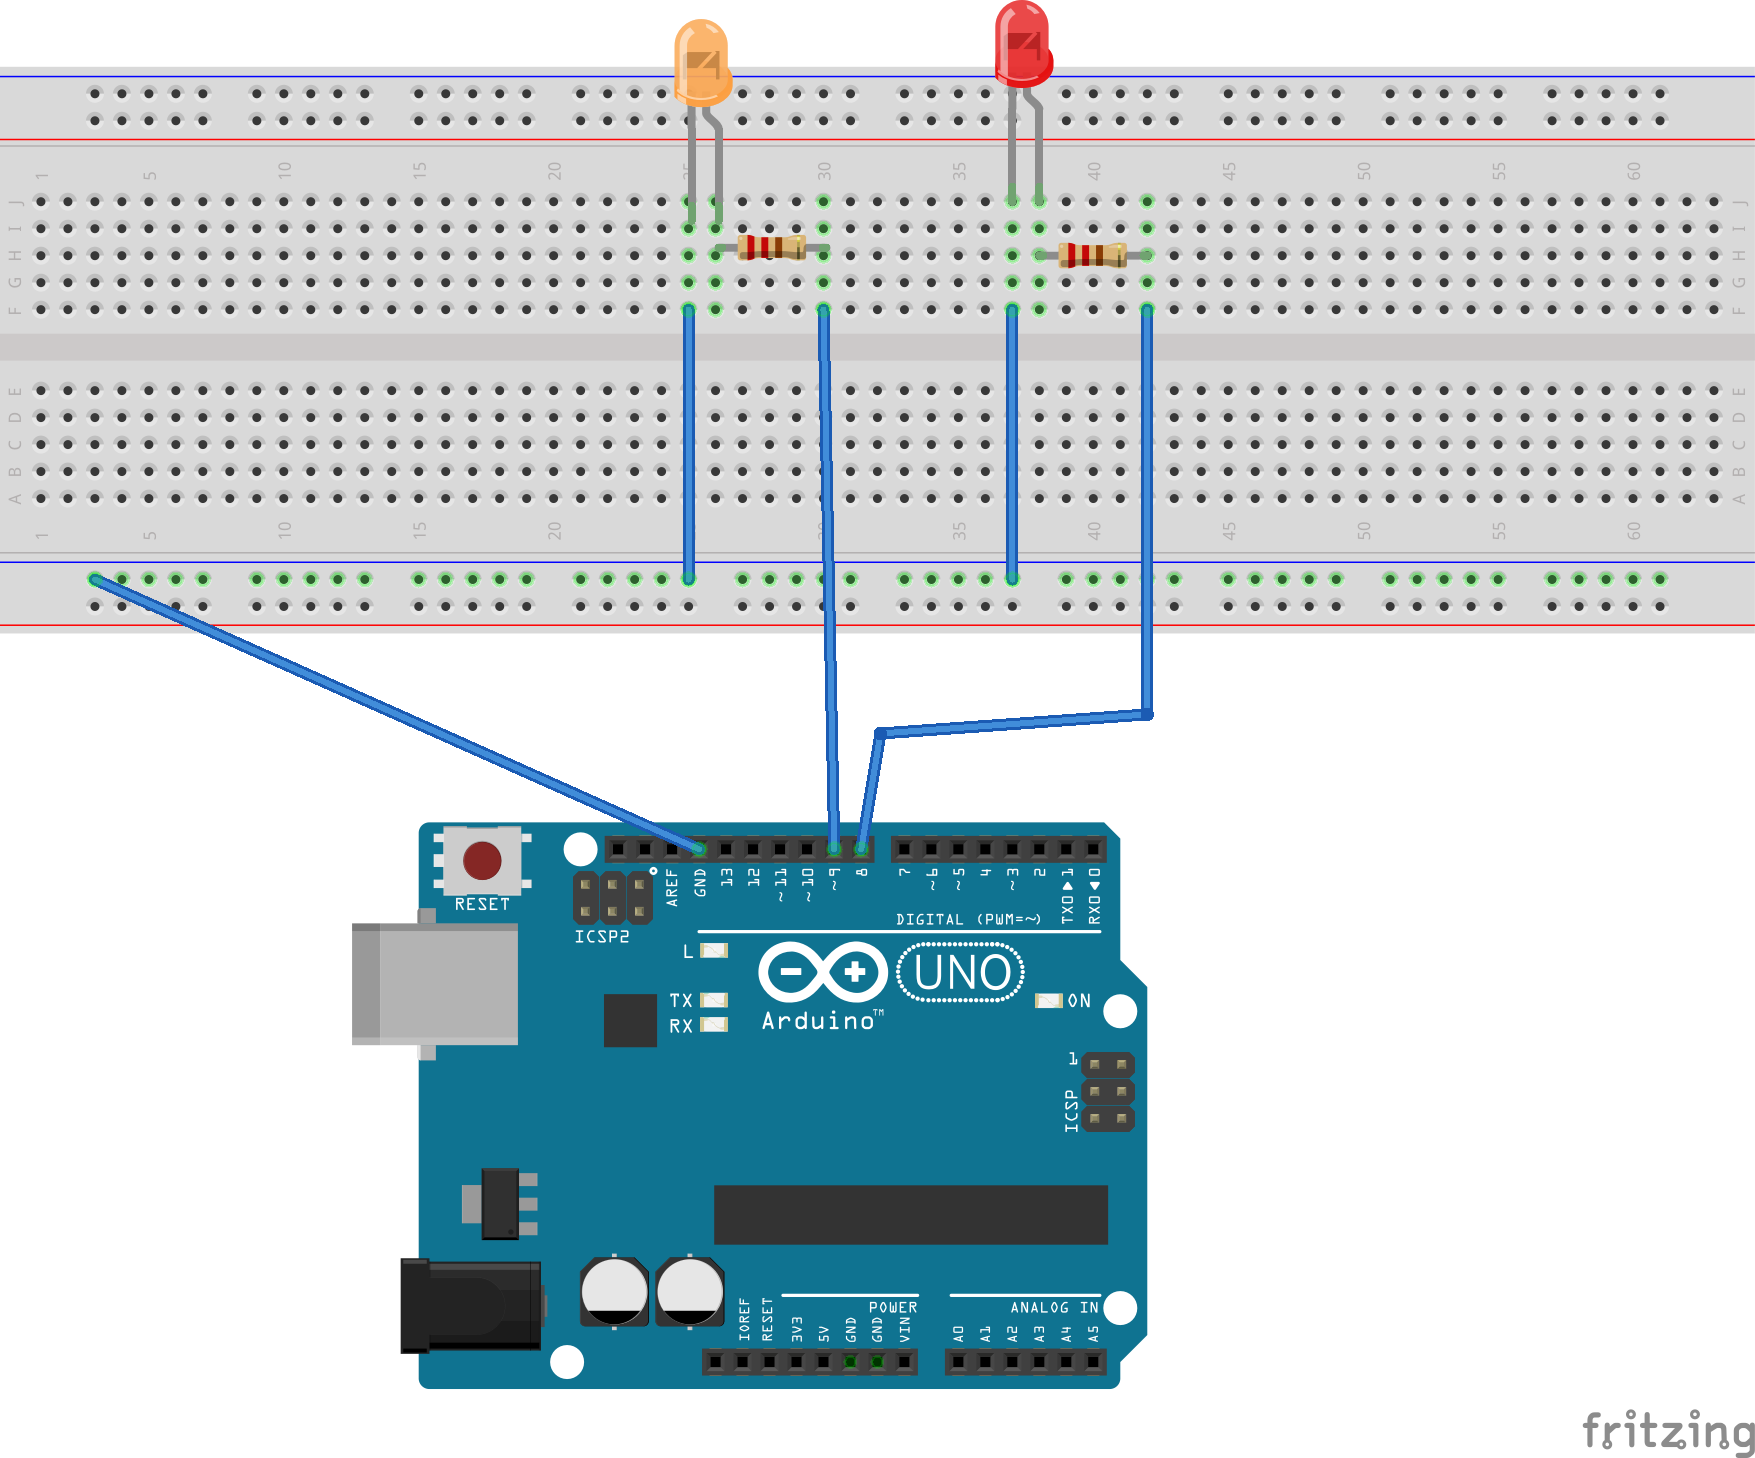 1 5 10 15 20 25 30 35 40 45 50 55 60
J J
I I
H H
G G
F F
E E
D D
C C
B B
A A
1 5 10 15 20 30 35 40 45 50 55 60
RESET
ICSP2
AREF
GND
13
12
~11
~10
~9
8
7
~6
~5
4
~3
2
TX0▶1
RX0◀0
DIGITAL (PWM=~)
L
TX
RX
UNO
Arduino™
ON
1
ICSP
POWER
ANALOG IN
IOREF
RESET
3V3
5V
GND
GND
VIN
A0
A1
A2
A3
A4
A5
fritzing